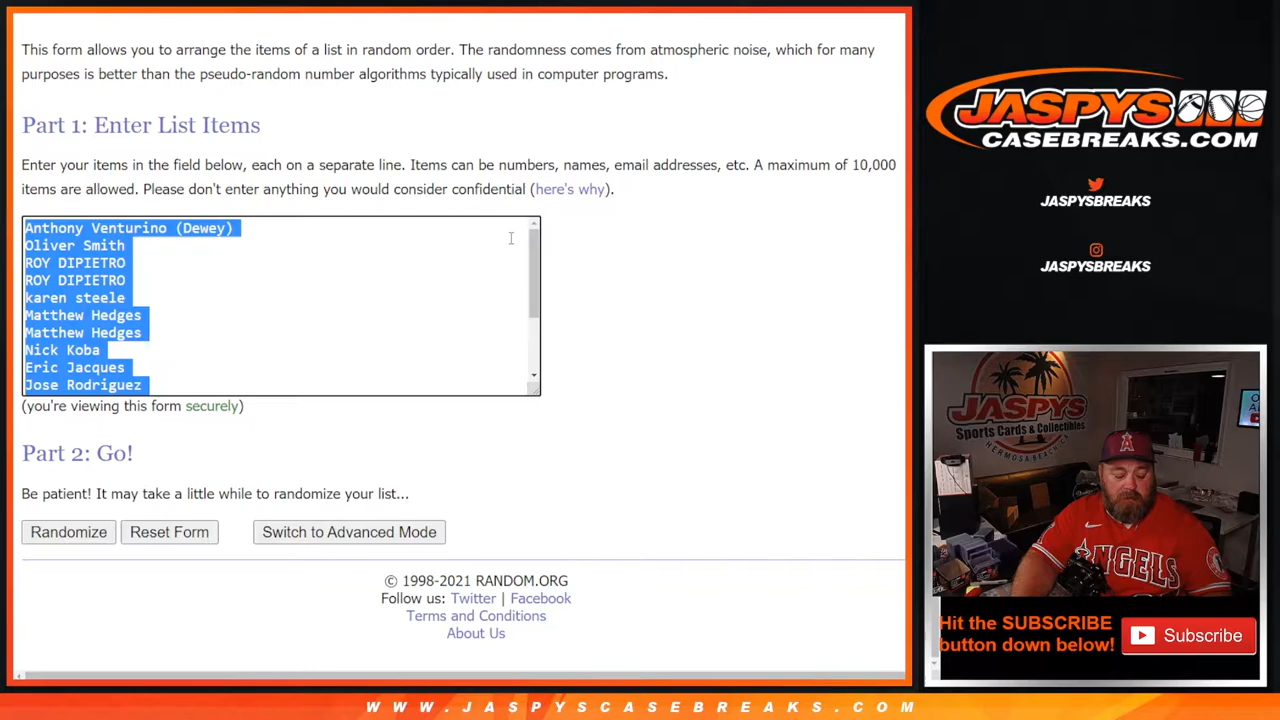 This form allows you to arrange the items of a list in random order. The randomness comes from atmospheric noise, which for many
purposes is better than the pseudo-random number algorithms typically used in computer programs.
Part 1: Enter List Items
Enter your items in the field below, each on a separate line. Items can be numbers, names, email addresses, etc. A maximum of 10,000
items are allowed. Please don't enter anything you would consider confidential (here's why).
Anthony Venturino (Dewey)
Oliver Smith
ROY DIPIETRO
ROY DIPIETRO
karen steele
Matthew Hedges
Matthew Hedges
Nick Koba
Eric Jacques
Jose Rodriguez
(you're viewing this form securely)
Part 2: Go!
Be patient! It may take a little while to randomize your list...
Randomize
Reset Form
Switch to Advanced Mode
© 1998-2021 RANDOM.ORG
Follow us: Twitter | Facebook
Terms and Conditions
About Us
JASPYS
CASEBREAKS.COM
JASPYSBREAKS
JASPYSBREAKS
JASPYS
Sports Cards & Collectibles
HERMOSA BEACH, CA
A
ANGELS
Hit the SUBSCRIBE
button down below!
Subscribe
WWW.JASPYSCASEBREAKS.COM